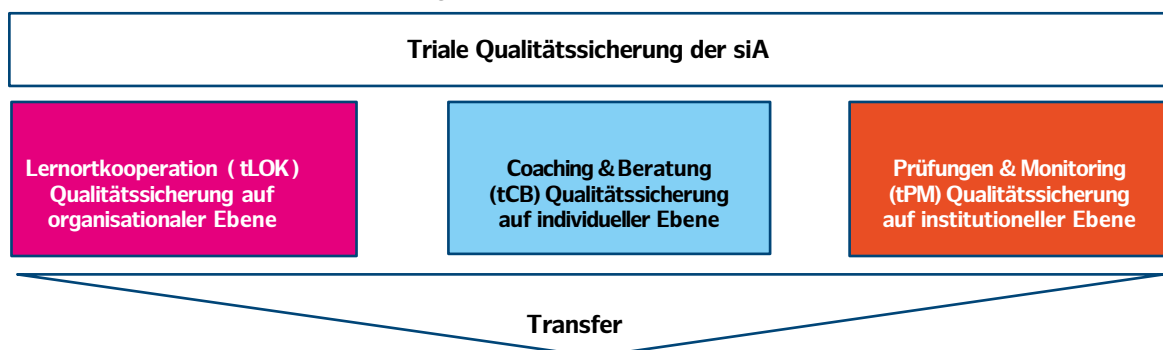 Triale Qualitätssicherung der siA
Lernortkooperation ( tLOK)
Qualitätssicherung auf
organisationaler Ebene
Coaching & Beratung
(tCB) Qualitätssicherung
auf individueller Ebene
Prüfungen & Monitoring
(tPM) Qualitätssicherung
auf institutioneller Ebene
Transfer